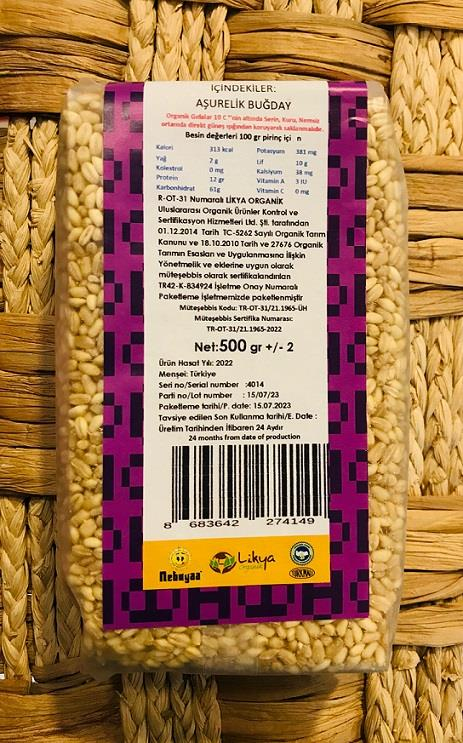 İÇİNDEKİLER:
AŞURELİK BUĞDAY
Organik Gıdalar 10 C°'nin altında Serin, Kuru, Nemsiz
ortamda direkt güneş ışığından koruyarak saklanmalıdır.
Besin değerleri 100 gr pirinç içi n
Kalori 313 kcal Potasyum 381 mg
Yağ 2 g Lif 10 g
Kolestrol 0 mg Kalsiyum 38 mg
Protein 12 gr Vitamin A 3 IU
Karbonhidrat 61g Vitamin C 0 mg
R-OT-31 Numaralı LİKYA ORGANİK
Uluslararası Organik Ürünler Kontrol ve
Sertifikasyon Hizmetleri Ltd. Şti. tarafından
01.12.2014 Tarih TC-5262 Sayılı Organik Tarım
Kanunu ve 18.10.2010 Tarih ve 27676 Organik
Tarımın Esasları ve Uygulanmasına İlişkin
Yönetmelik ve eklerine uygun olarak
müteşebbis olarak sertifikalandırılan
TR42-K-834924 İşletme Onay Numaralı
Paketleme işletmemizde paketlenmiştir
Müteşebbis Kodu: TR-OT-31/21.1965-ÜH
Müteşebbis Sertifika Numarası:
TR-OT-31/21.1965-2022
Net:500 gr +/- 2
Ürün Hasat Yılı: 2022
Menşei: Türkiye
Seri no/Serial number :4014
Parti no/Lot number : 15/07/23
Paketleme tarihi/P. date: 15.07.2023
Tavsiye edilen Son Kullanma tarihi/E. Date :
Üretim Tarihinden İtibaren 24 Aydır
24 months from date of production
8 683642 274149
Nebuyaa
Likya
Organik